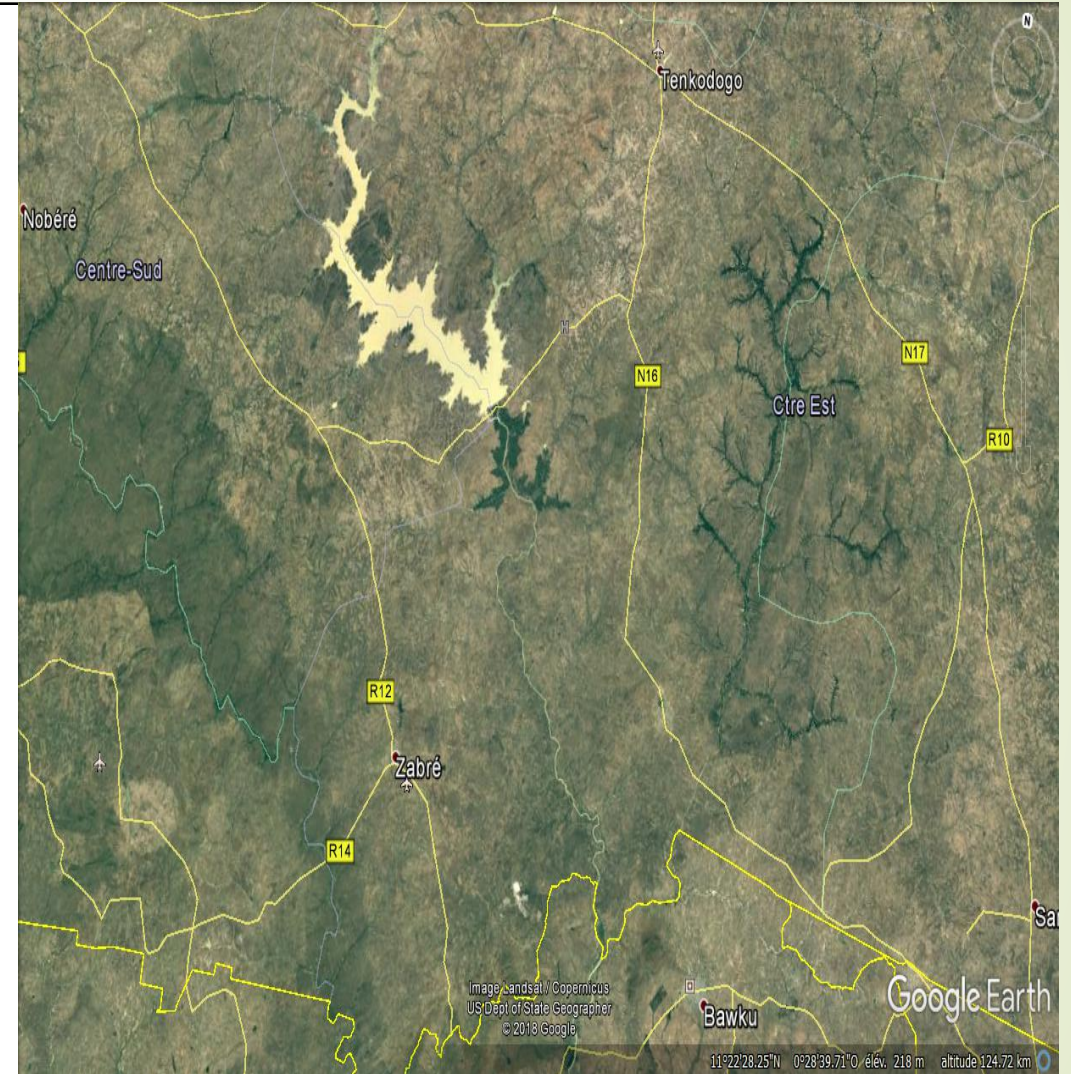 N
Tenkodogo
Nobéré
Centre-Sud
H
N17
N16
Ctre Est
R10
R12
Zabré
R14
Sa
Image Landsat / Copernicus
US Dept of State Geographer
© 2018 Google
Google Earth
Bawku
11°22'28.25"N 0°28'39.71"O élév. 218 m altitude 124.72 km